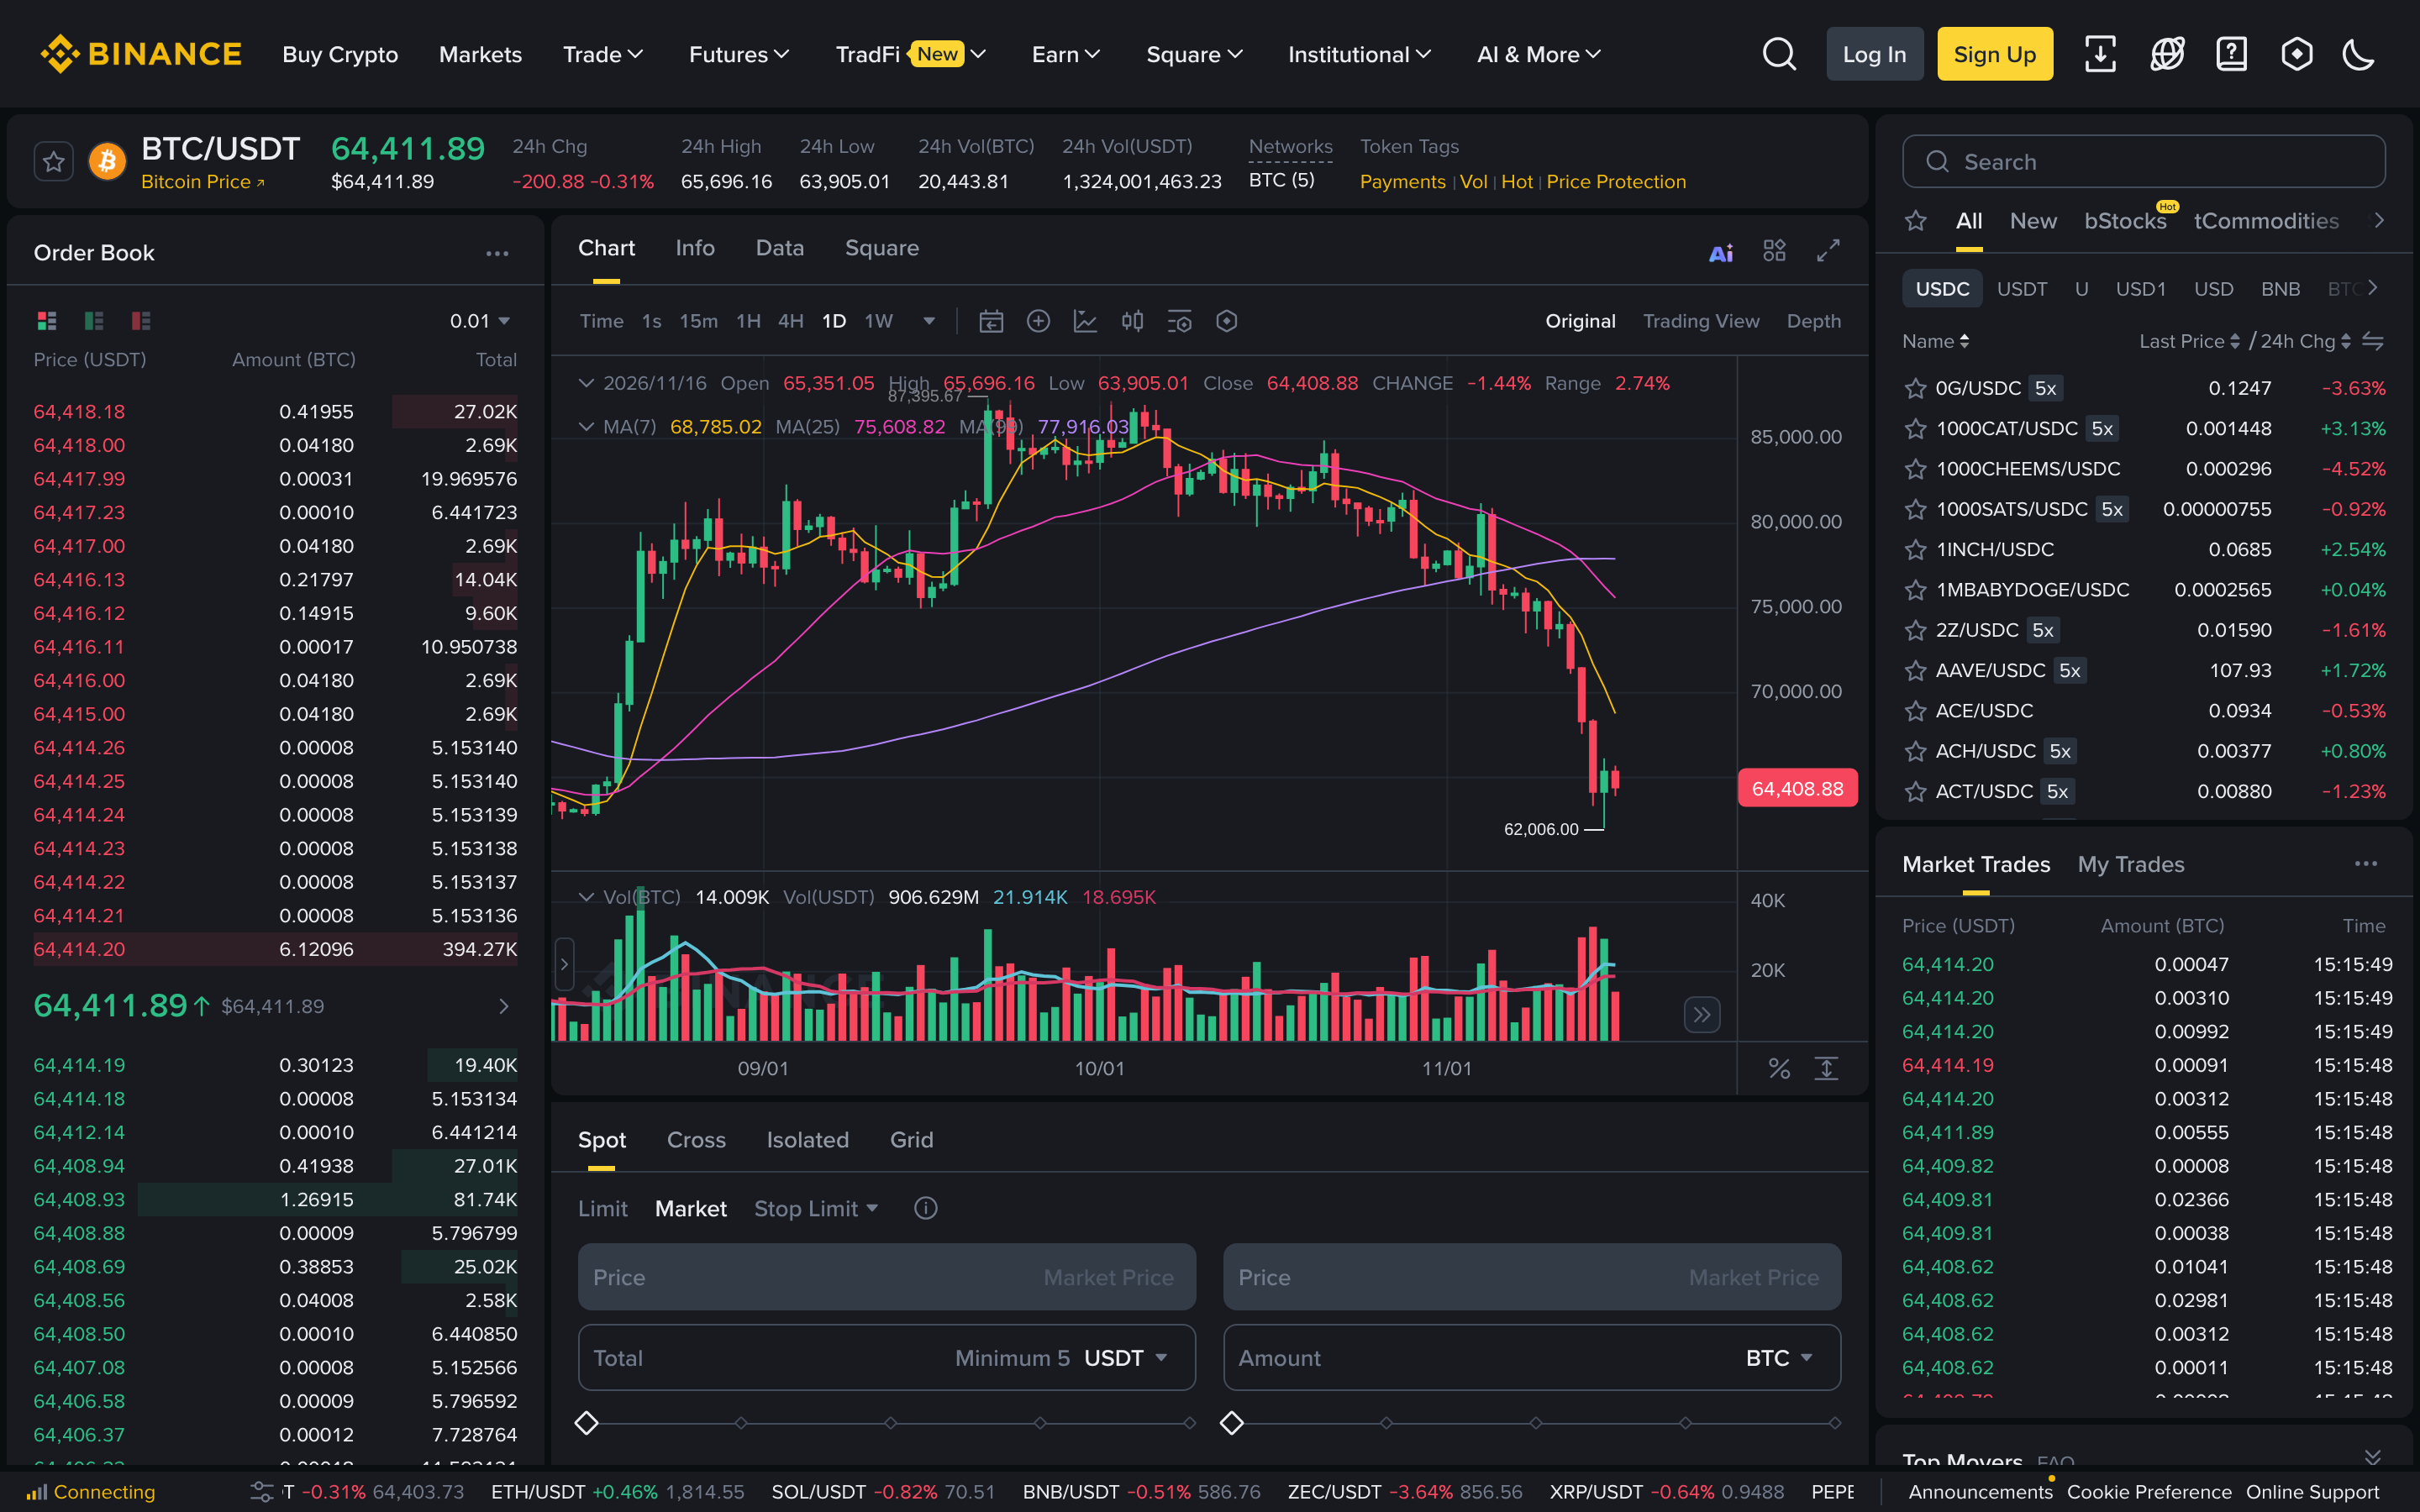 BINANCE Buy Crypto Markets Trade Futures TradFi New Earn Square Institutional AI & More Log In Sign Up
BTC/USDT
Bitcoin Price
64,411.89
$64,411.89
24h Chg
-200.88 -0.31%
24h High
65,696.16
24h Low
63,905.01
24h Vol(BTC)
20,443.81
24h Vol(USDT)
1,324,001,463.23
Networks
BTC (5)
Token Tags
Payments | Vol | Hot | Price Protection
Order Book
0.01
Price (USDT) Amount (BTC) Total
64,418.18 0.41955 27.02K
64,418.00 0.04180 2.69K
64,417.99 0.00031 19.969576
64,417.23 0.00010 6.441723
64,417.00 0.04180 2.69K
64,416.13 0.21797 14.04K
64,416.12 0.14915 9.60K
64,416.11 0.00017 10.950738
64,416.00 0.04180 2.69K
64,415.00 0.04180 2.69K
64,414.26 0.00008 5.153140
64,414.25 0.00008 5.153140
64,414.24 0.00008 5.153139
64,414.23 0.00008 5.153138
64,414.22 0.00008 5.153137
64,414.21 0.00008 5.153136
64,414.20 6.12096 394.27K
64,411.89↑ $64,411.89
64,414.19 0.30123 19.40K
64,414.18 0.00008 5.153134
64,412.14 0.00010 6.441214
64,408.94 0.41938 27.01K
64,408.93 1.26915 81.74K
64,408.88 0.00009 5.796799
64,408.69 0.38853 25.02K
64,408.56 0.04008 2.58K
64,408.50 0.00010 6.440850
64,407.08 0.00008 5.152566
64,406.58 0.00009 5.796592
64,406.37 0.00012 7.728764
Chart Info Data Square
Ai
Time 1s 15m 1H 4H 1D 1W
Original Trading View Depth
2026/11/16 Open 65,351.05 High 65,696.16 Low 63,905.01 Close 64,408.88 CHANGE -1.44% Range 2.74%
87,395.67
MA(7) 68,785.02 MA(25) 75,608.82 MA(99) 77,916.03
85,000.00
80,000.00
75,000.00
70,000.00
64,408.88
62,006.00
Vol(BTC) 14.009K Vol(USDT) 906.629M 21.914K 18.695K
40K
20K
09/01 10/01 11/01
%
Spot Cross Isolated Grid
Limit Market Stop Limit
Price Market Price
Total Minimum 5 USDT
Price Market Price
Amount BTC
Search
All New bStocks Hot tCommodities
USDC USDT U USD1 USD BNB BTC
Name Last Price / 24h Chg
0G/USDC 5x 0.1247 -3.63%
1000CAT/USDC 5x 0.001448 +3.13%
1000CHEEMS/USDC 0.000296 -4.52%
1000SATS/USDC 5x 0.00000755 -0.92%
1INCH/USDC 0.0685 +2.54%
1MBABYDOGE/USDC 0.0002565 +0.04%
2Z/USDC 5x 0.01590 -1.61%
AAVE/USDC 5x 107.93 +1.72%
ACE/USDC 0.0934 -0.53%
ACH/USDC 5x 0.00377 +0.80%
ACT/USDC 5x 0.00880 -1.23%
Market Trades My Trades
Price (USDT) Amount (BTC) Time
64,414.20 0.00047 15:15:49
64,414.20 0.00310 15:15:49
64,414.20 0.00992 15:15:49
64,414.19 0.00091 15:15:48
64,414.20 0.00312 15:15:48
64,411.89 0.00555 15:15:48
64,409.82 0.00008 15:15:48
64,409.81 0.02366 15:15:48
64,409.81 0.00038 15:15:48
64,408.62 0.01041 15:15:48
64,408.62 0.02981 15:15:48
64,408.62 0.00312 15:15:48
64,408.62 0.00011 15:15:48
Top Movers FAQ
Connecting
T -0.31% 64,403.73 ETH/USDT +0.46% 1,814.55 SOL/USDT -0.82% 70.51 BNB/USDT -0.51% 586.76 ZEC/USDT -3.64% 856.56 XRP/USDT -0.64% 0.9488 PEPE
Announcements Cookie Preference Online Support